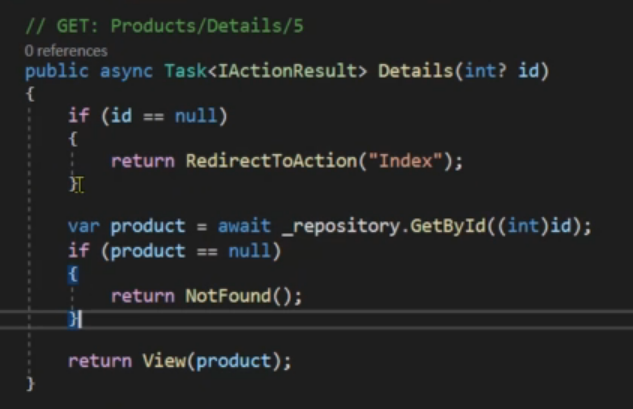 // GET: Products/Details/5
0 references
public async Task<IActionResult> Details(int? id)
{
    if (id == null)
    {
        return RedirectToAction("Index");
    }
    var product = await _repository.GetById((int)id);
    if (product == null)
    {
        return NotFound();
    }
    return View(product);
}